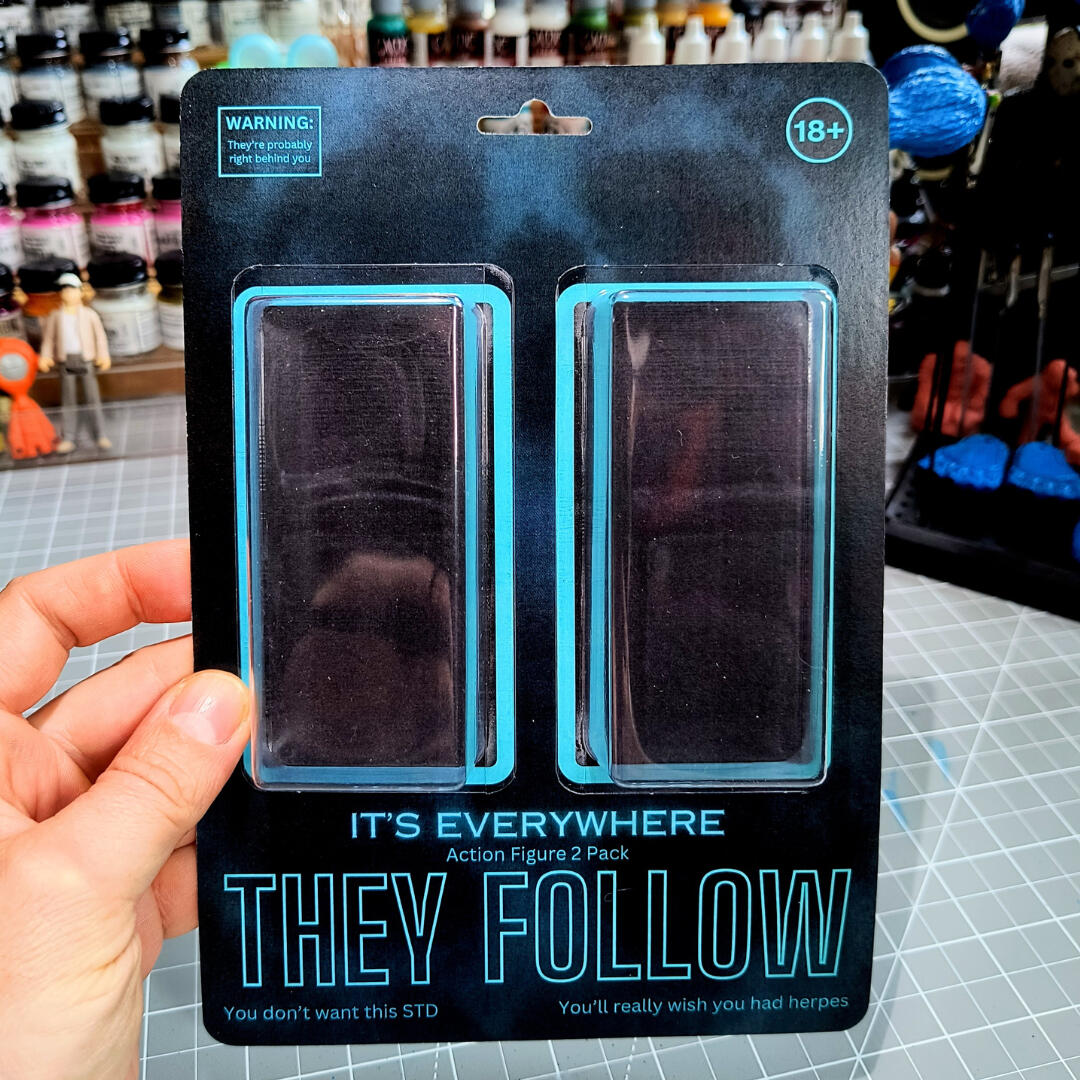 WARNING:
They're probably
right behind you
18+
IT'S EVERYWHERE
Action Figure 2 Pack
THEY FOLLOW
You don't want this STD
You'll really wish you had herpes